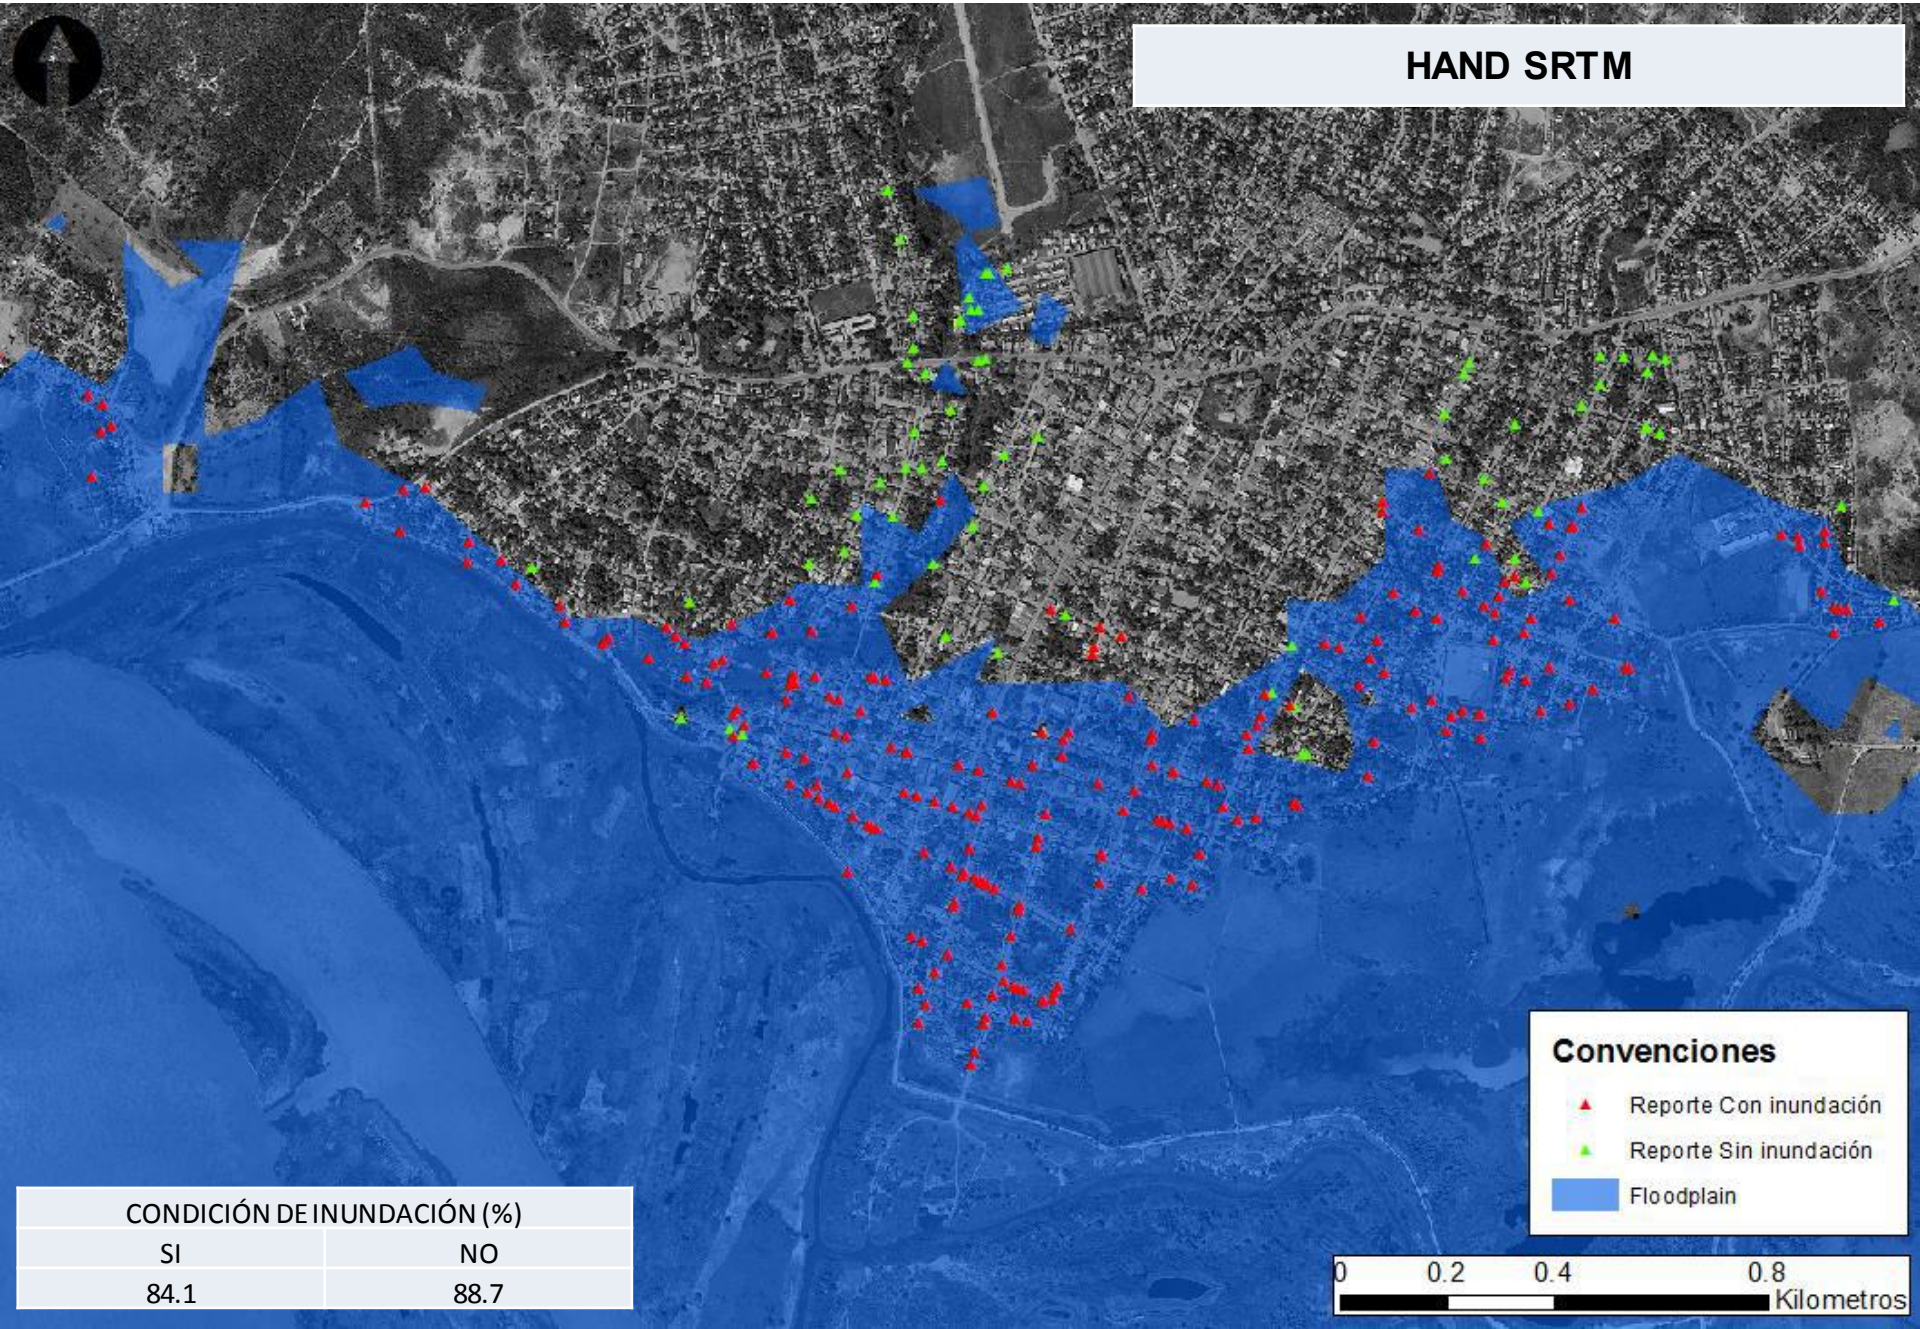 HAND SRTM
Convenciones
Reporte Con inundación
Reporte Sin inundación
Floodplain
CONDICIÓN DE INUNDACIÓN (%)
SI NO
84.1 88.7
0 0.2 0.4 0.8
Kilometros